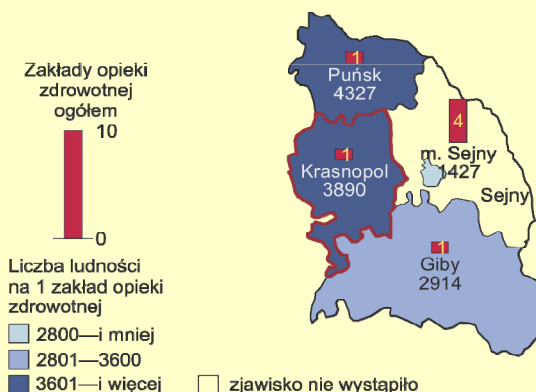 Zakłady opieki
zdrowotnej
ogółem
10
0
Liczba ludności
na 1 zakład opieki
zdrowotnej
2800—i mniej
2801—3600
3601—i więcej
zjawisko nie wystąpiło
1
Puńsk
4327
4
m. Sejny
1427
Sejny
1
Krasnopol
3890
1
Giby
2914